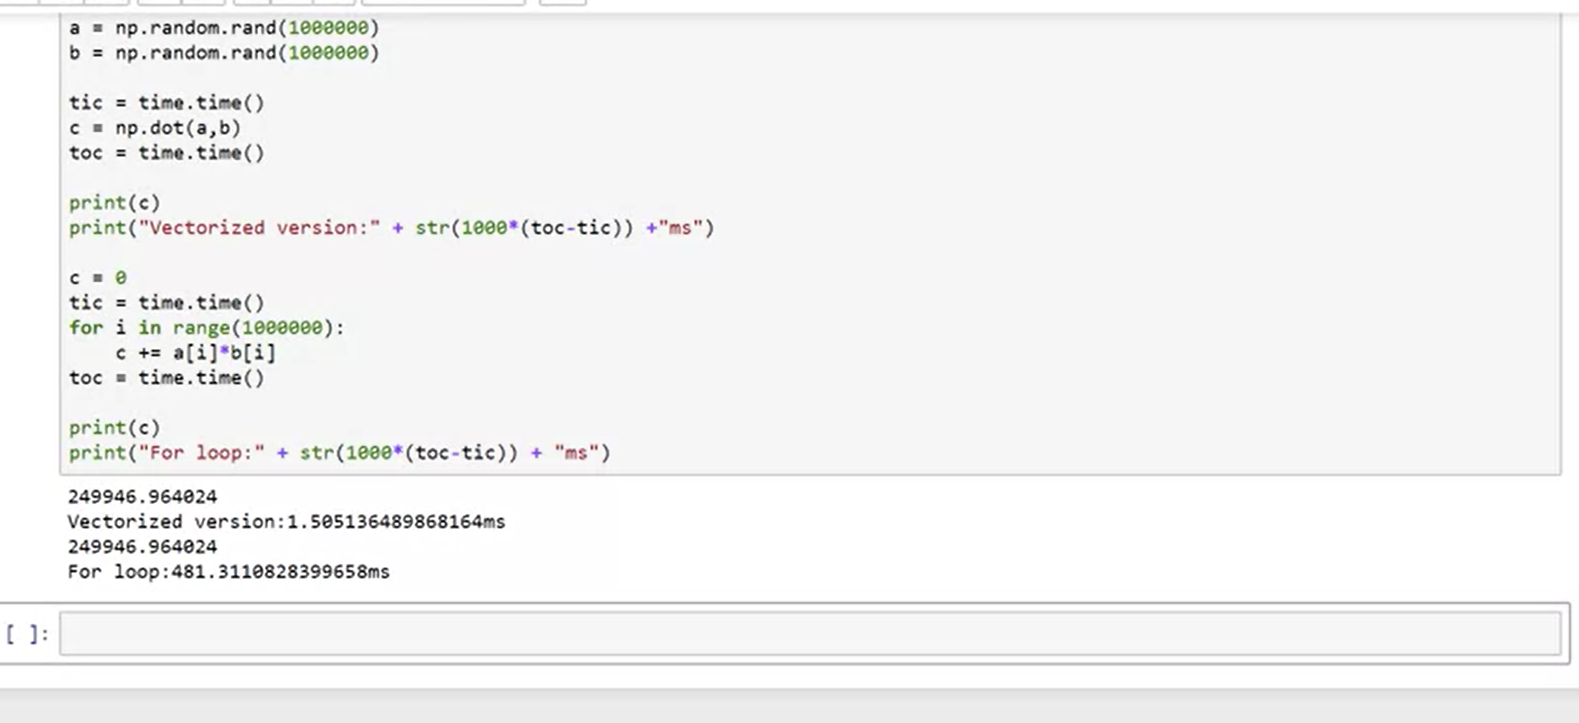 a = np.random.rand(1000000)
b = np.random.rand(1000000)
tic = time.time()
c = np.dot(a,b)
toc = time.time()
print(c)
print("Vectorized version:" + str(1000*(toc-tic)) +"ms")
c = 0
tic = time.time()
for i in range(1000000):
    c += a[i]*b[i]
toc = time.time()
print(c)
print("For loop:" + str(1000*(toc-tic)) + "ms")
249946.964024
Vectorized version:1.505136489868164ms
249946.964024
For loop:481.3110828399658ms
[ ]: